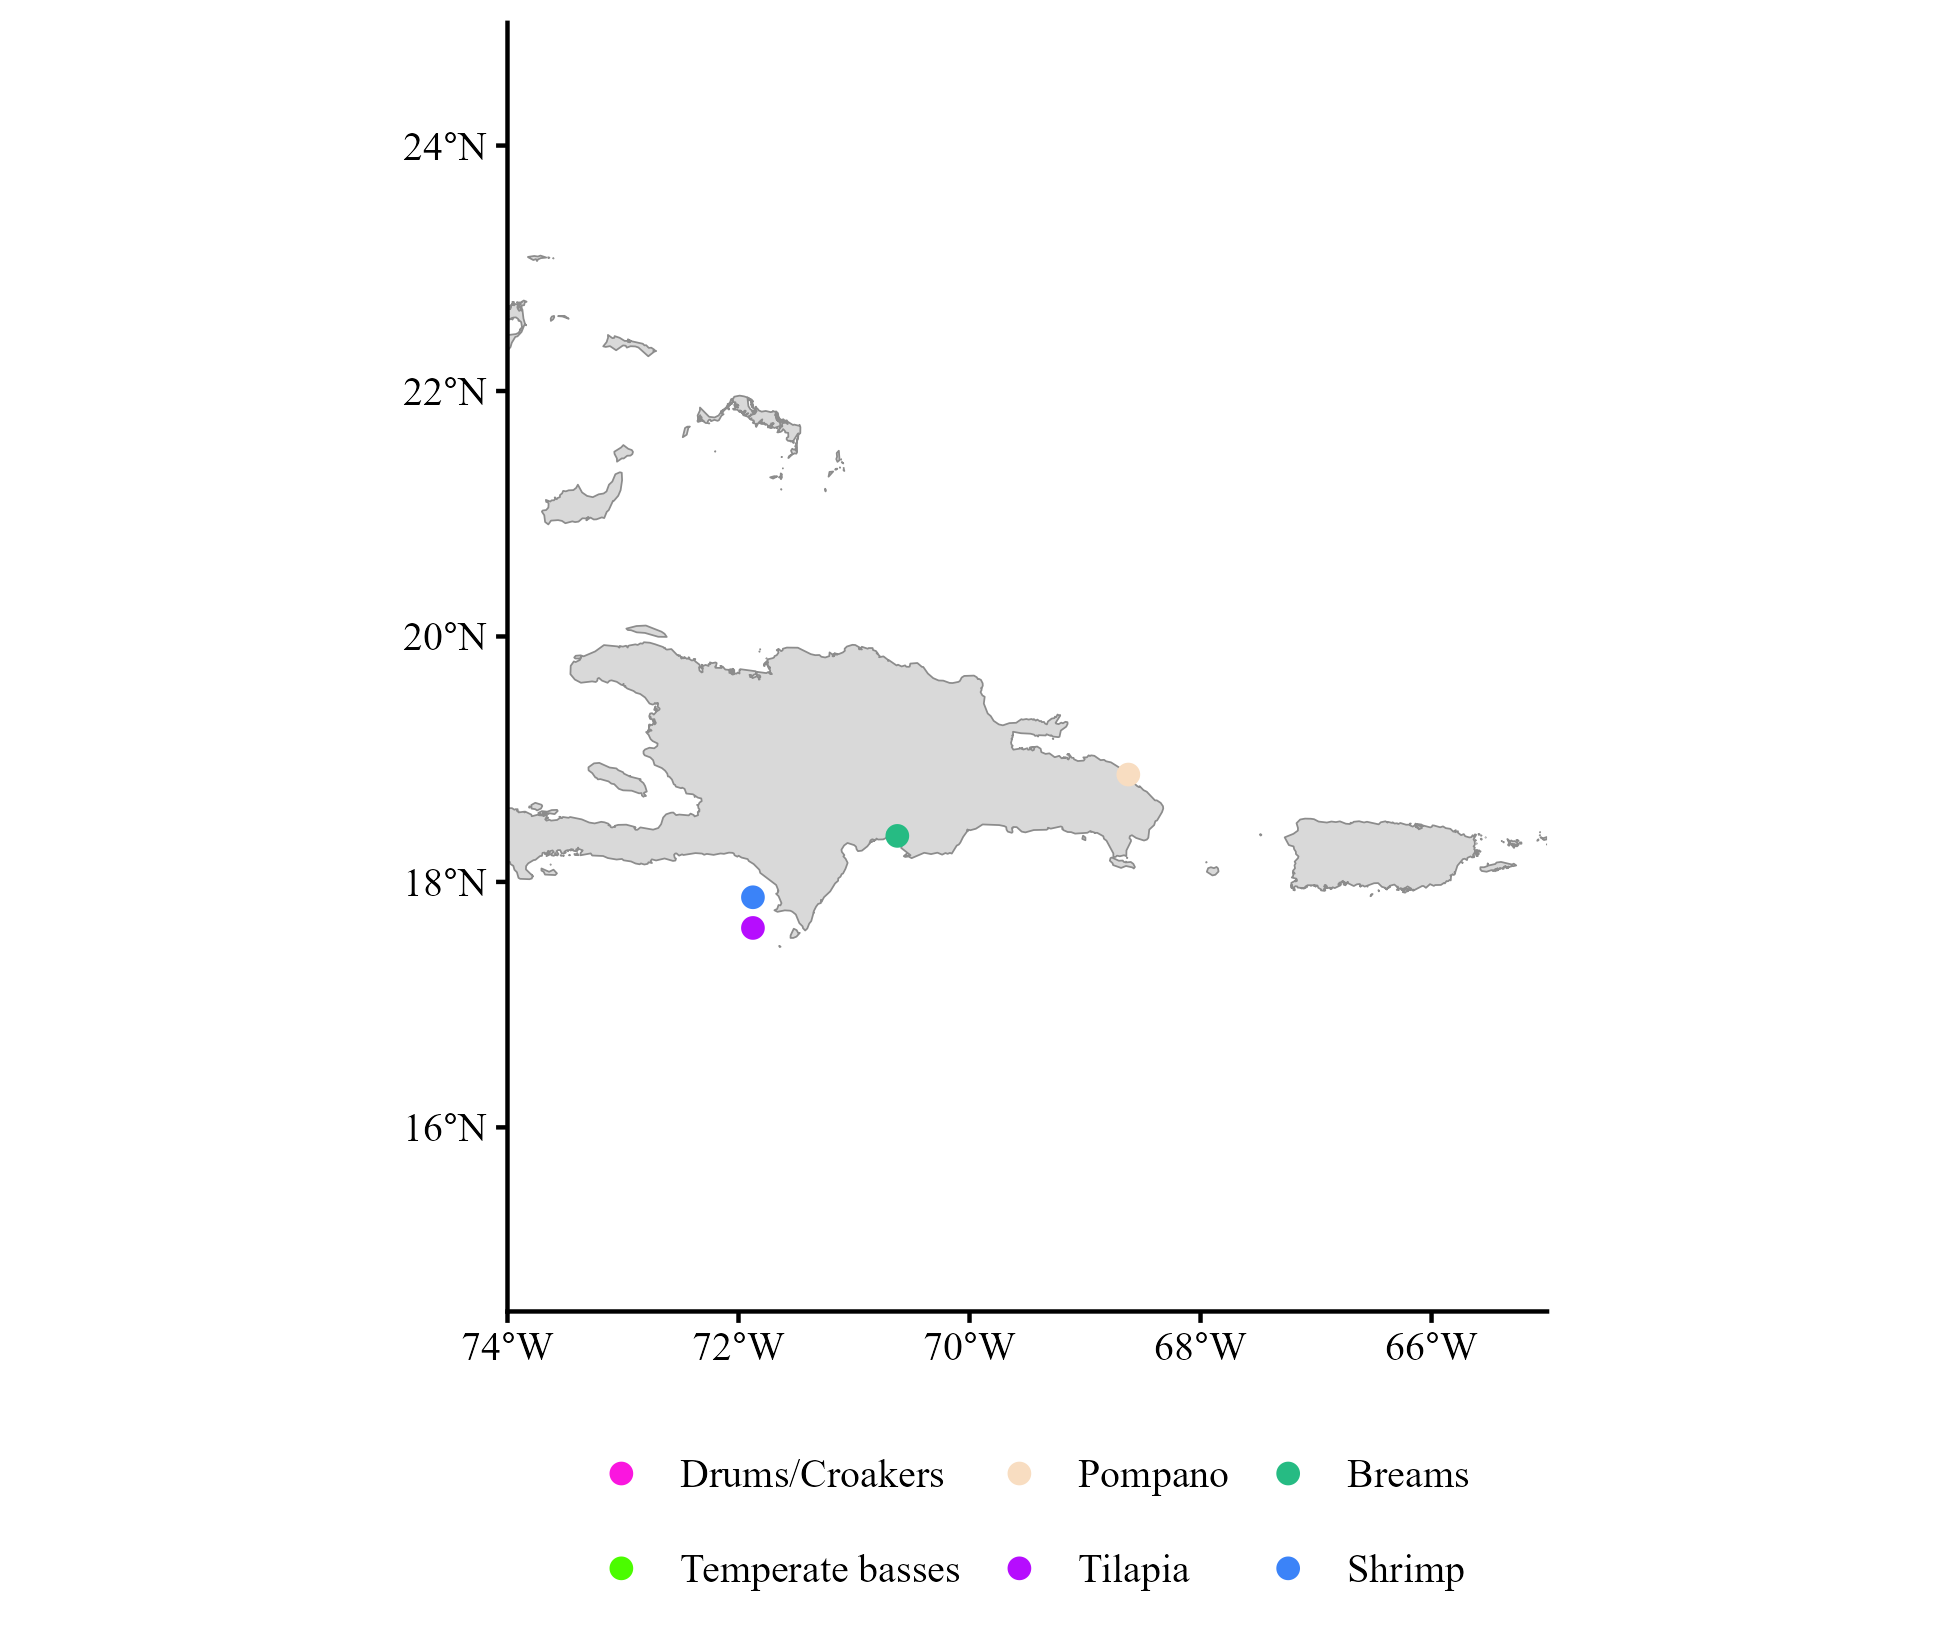 24°N
22°N
20°N
18°N
16°N
74°W 72°W 70°W 68°W 66°W
Drums/Croakers Pompano Breams
Temperate basses Tilapia Shrimp